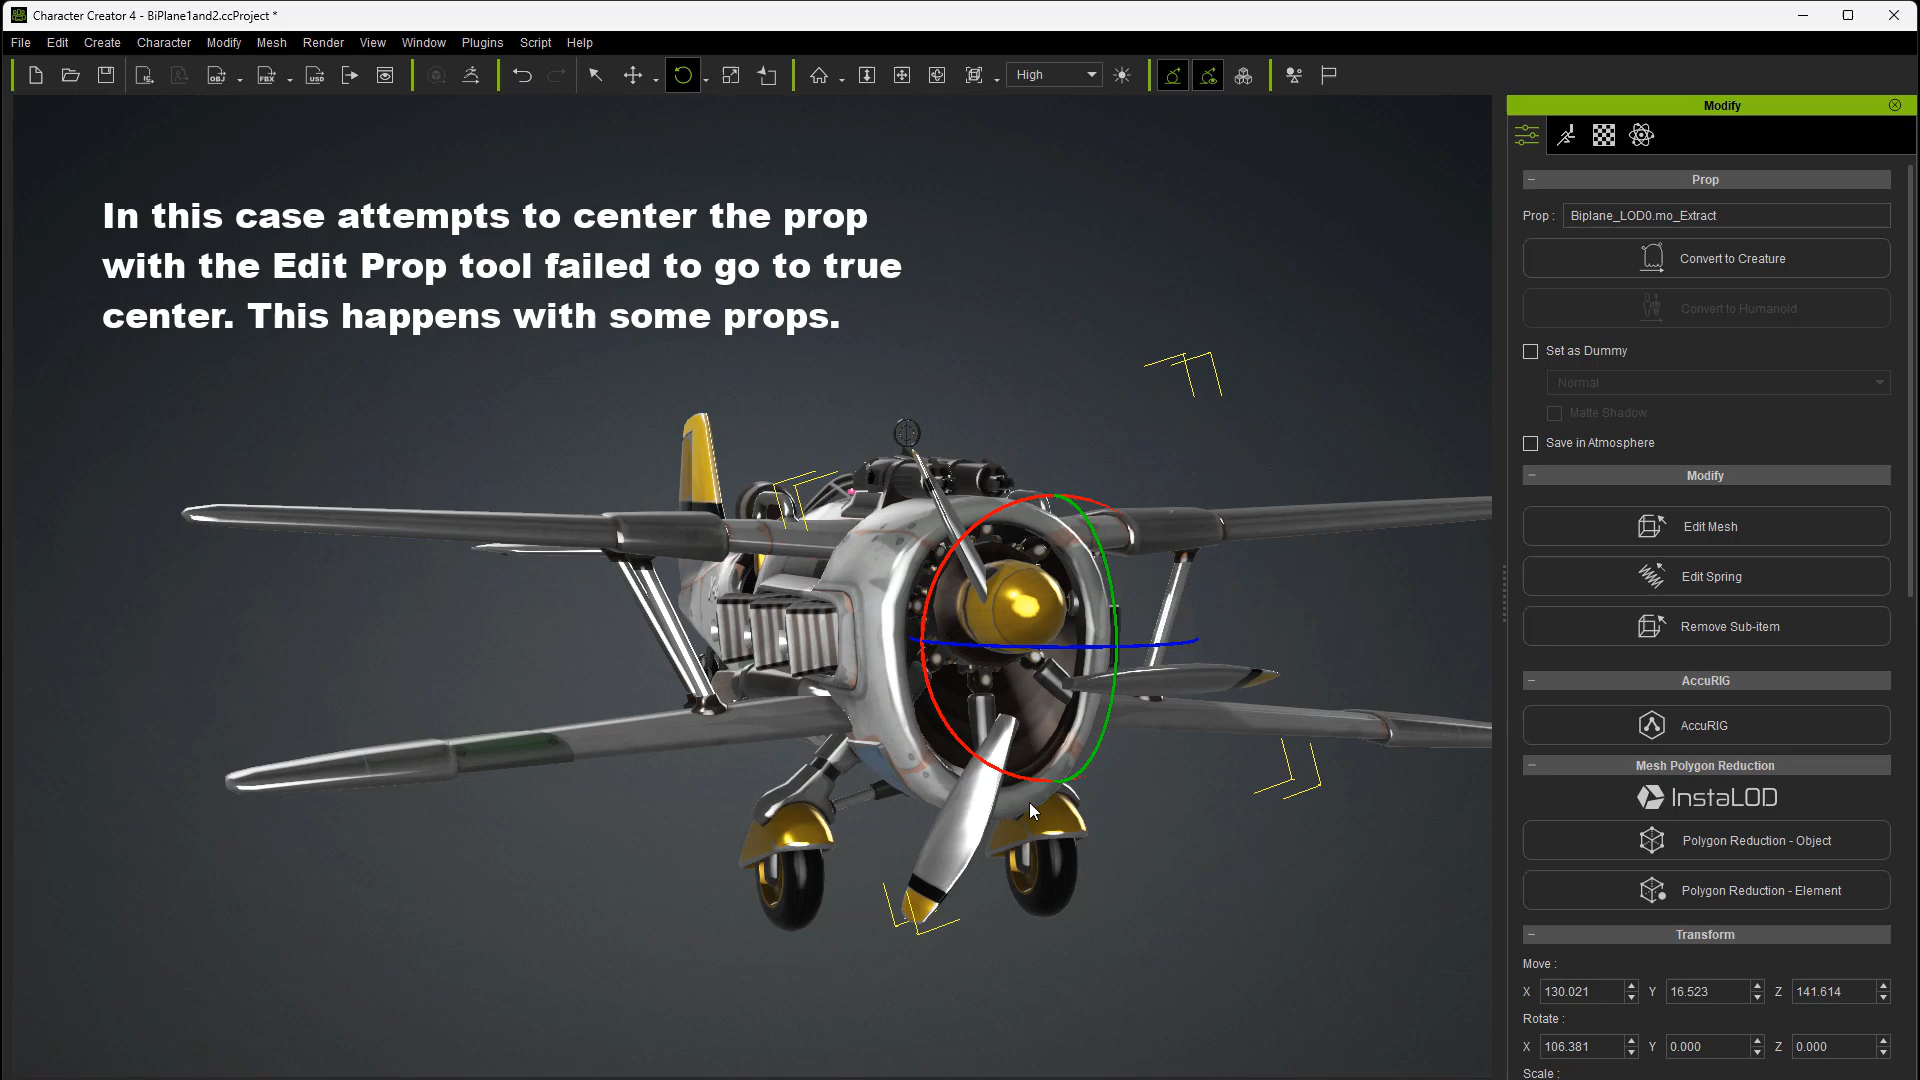 Character Creator 4 - BiPlane1and2.ccProject *
File Edit Create Character Modify Mesh Render View Window Plugins Script Help
High
Modify
Prop
Prop : Biplane_LOD0.mo_Extract
Convert to Creature
Convert to Humanoid
Set as Dummy
Normal
Matte Shadow
Save in Atmosphere
Modify
Edit Mesh
Edit Spring
Remove Sub-item
AccuRIG
AccuRIG
Mesh Polygon Reduction
InstaLOD
Polygon Reduction - Object
Polygon Reduction - Element
Transform
Move :
X 130.021 Y 16.523 Z 141.614
Rotate :
X 106.381 Y 0.000 Z 0.000
Scale :
In this case attempts to center the prop
with the Edit Prop tool failed to go to true
center. This happens with some props.